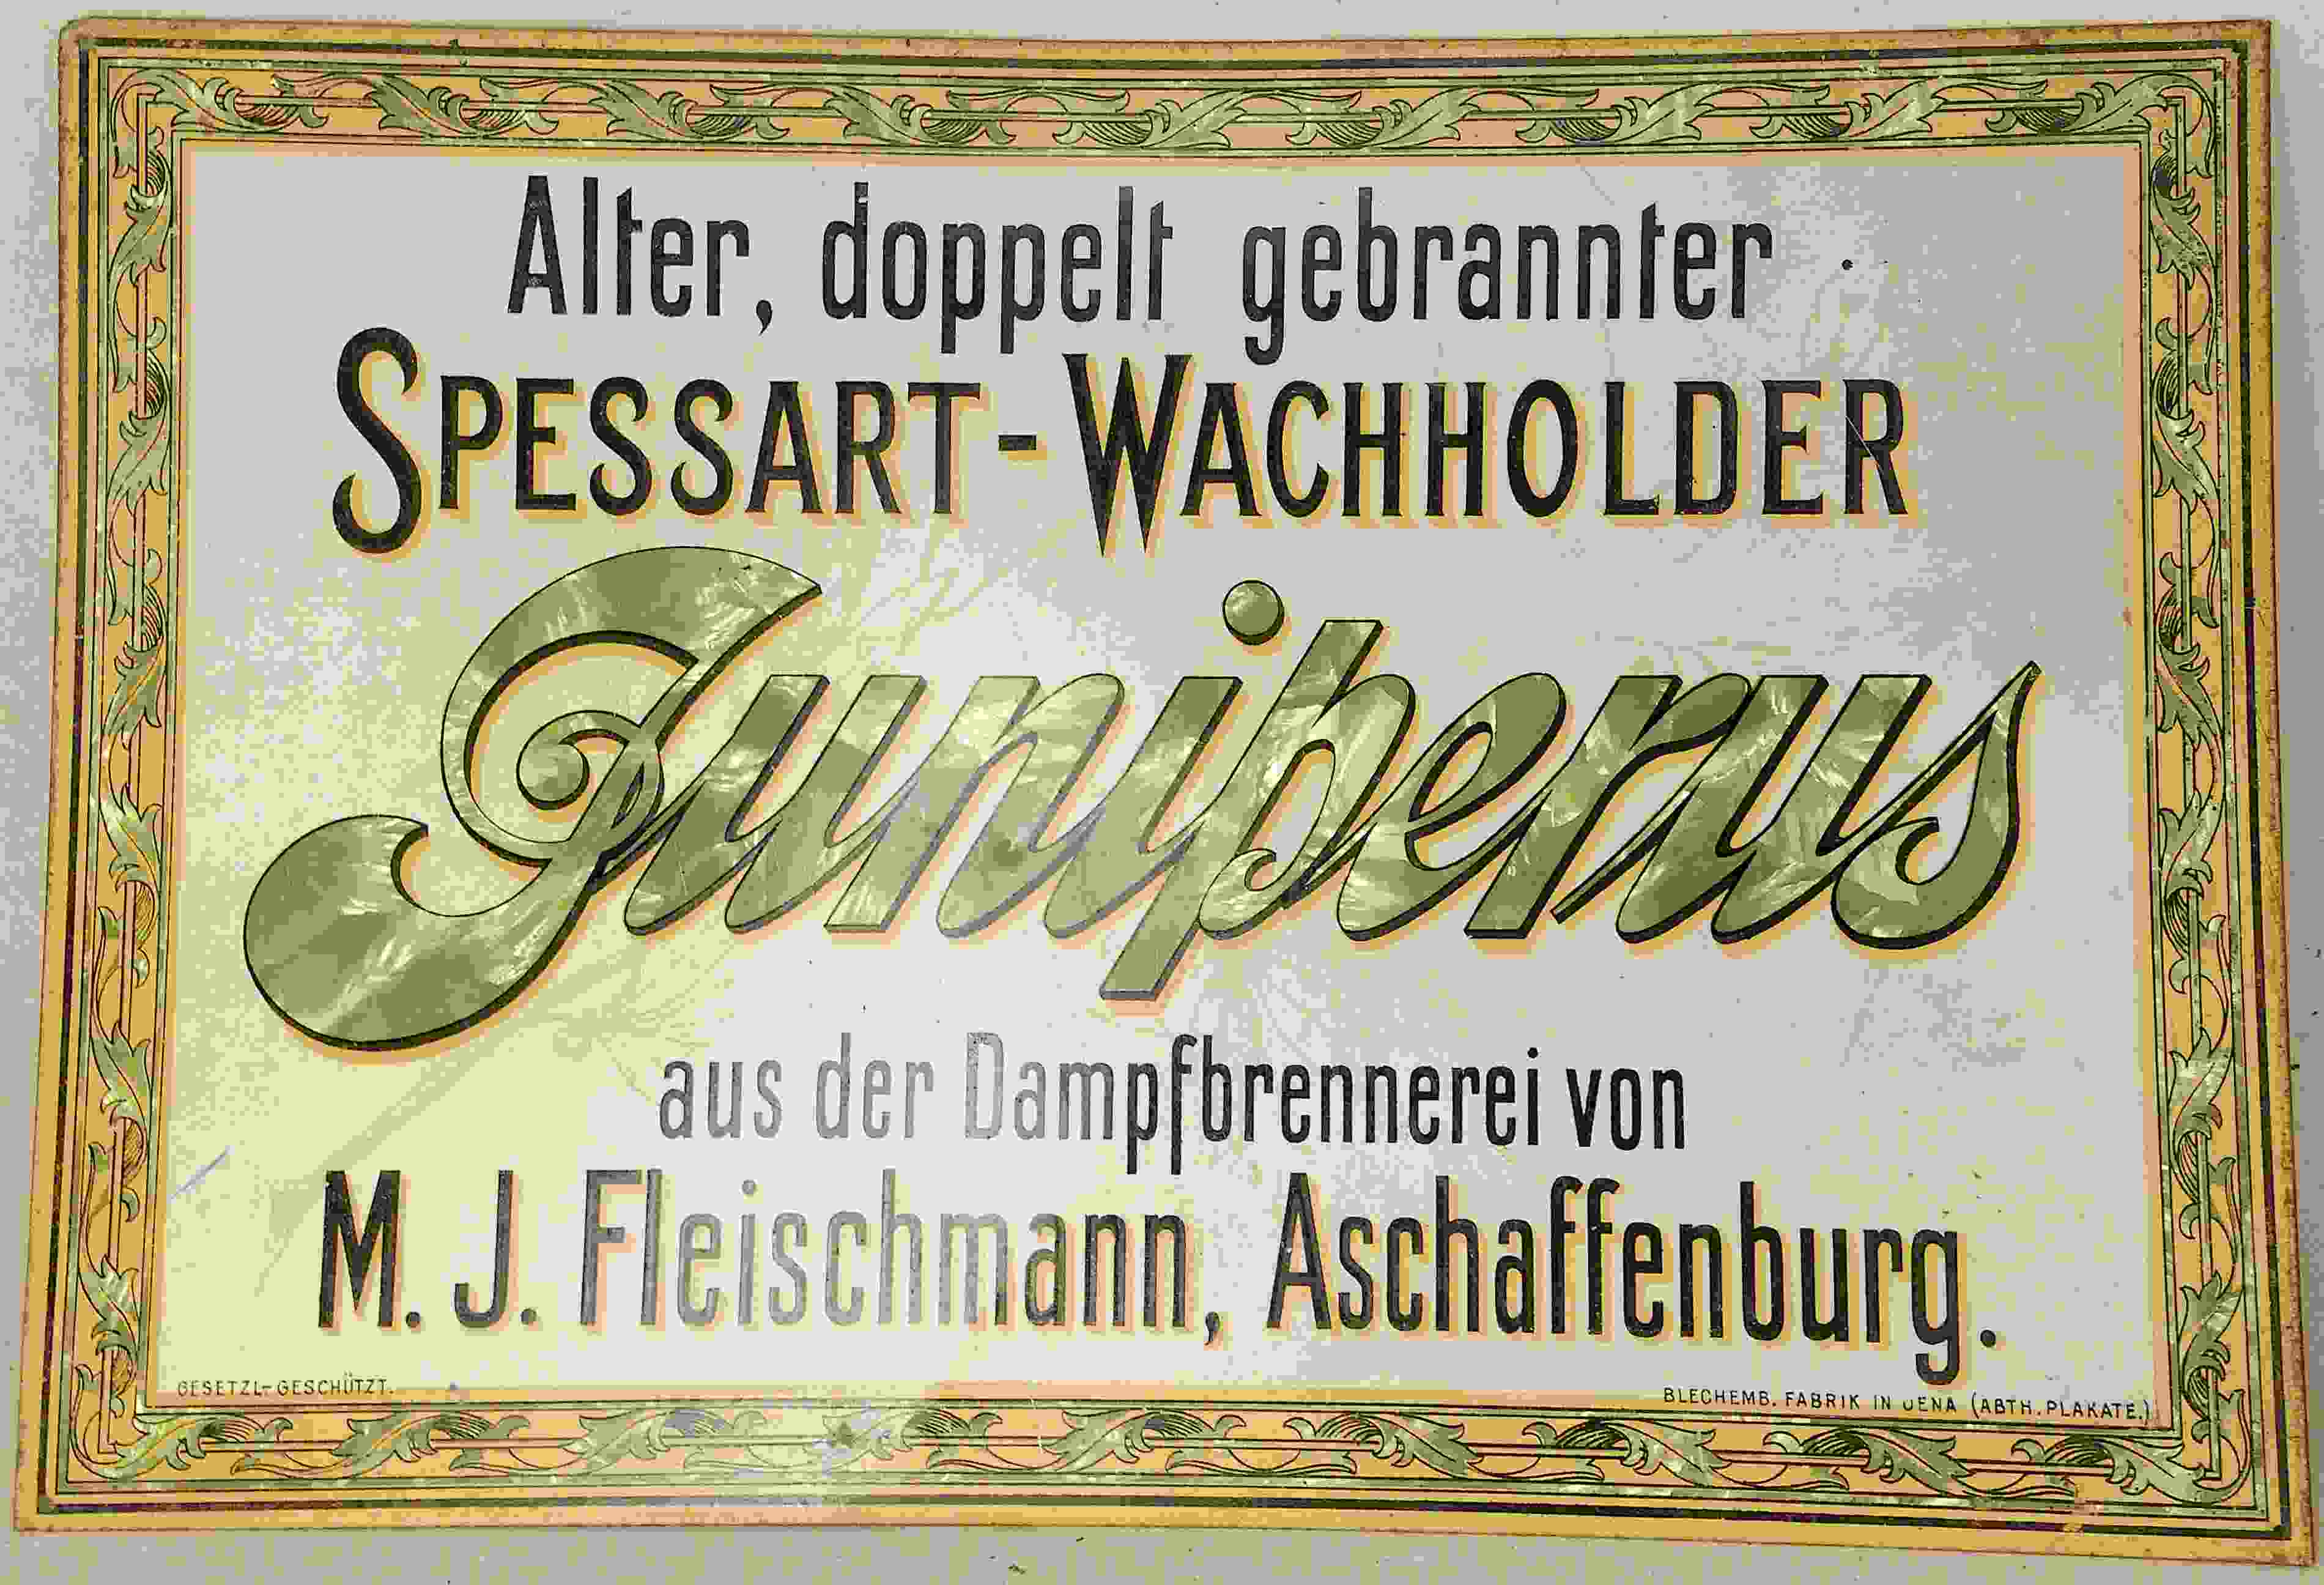 Alter, doppelt gebrannter
SPESSART-WACHHOLDER
Juniperus
aus der Dampfbrennerei von
M. J. Fleischmann, Aschaffenburg.
GESETZL-GESCHÜTZT.
BLECHEMB. FABRIK IN JENA (ABTH. PLAKATE.)